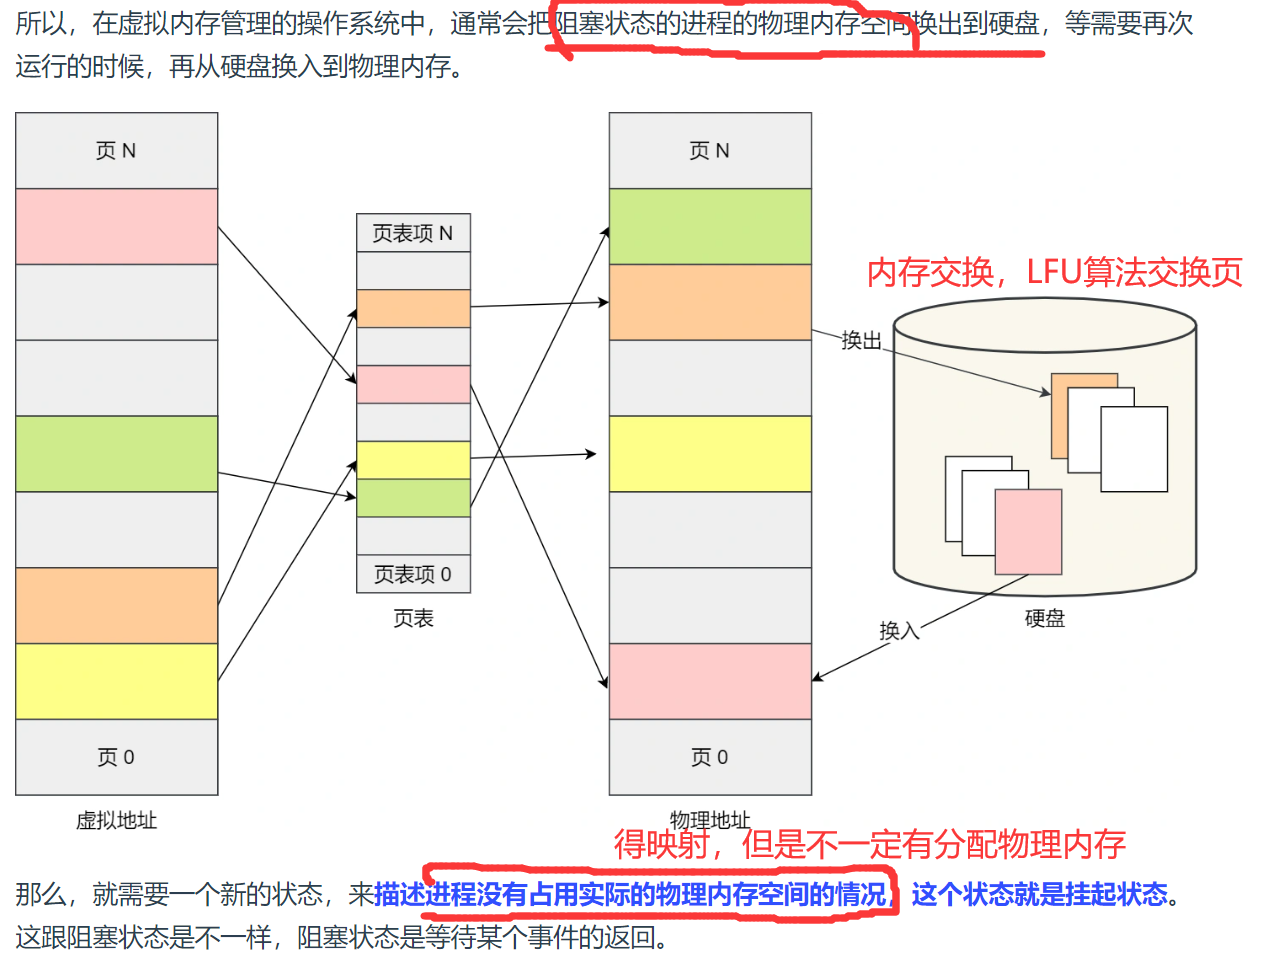 所以，在虚拟内存管理的操作系统中，通常会把阻塞状态的进程的物理内存空间换出到硬盘，等需要再次
运行的时候，再从硬盘换入到物理内存。
页 N
页 N
页表项 N
内存交换，LFU算法交换页
换出
页表项 0
页表
硬盘
换入
页 0
页 0
虚拟地址
物理地址
得映射，但是不一定有分配物理内存
那么，就需要一个新的状态，来描述进程没有占用实际的物理内存空间的情况，这个状态就是挂起状态。
这跟阻塞状态是不一样，阻塞状态是等待某个事件的返回。